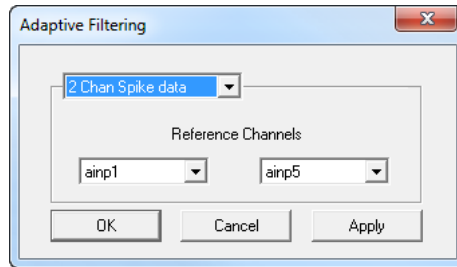 Adaptive Filtering
2 Chan Spike data
Reference Channels
ainp1 ainp5
OK Cancel Apply